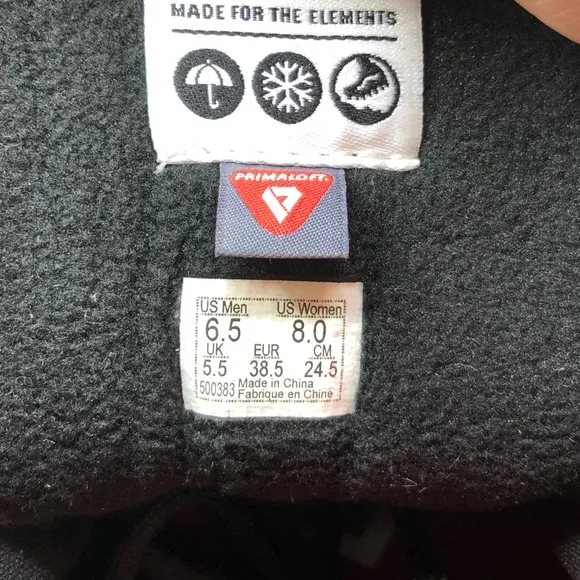 MADE FOR THE ELEMENTS
PRIMALOFT.
US Men US Women
6.5 8.0
UK EUR CM
5.5 38.5 24.5
500383 Made in China
Fabrique en Chine